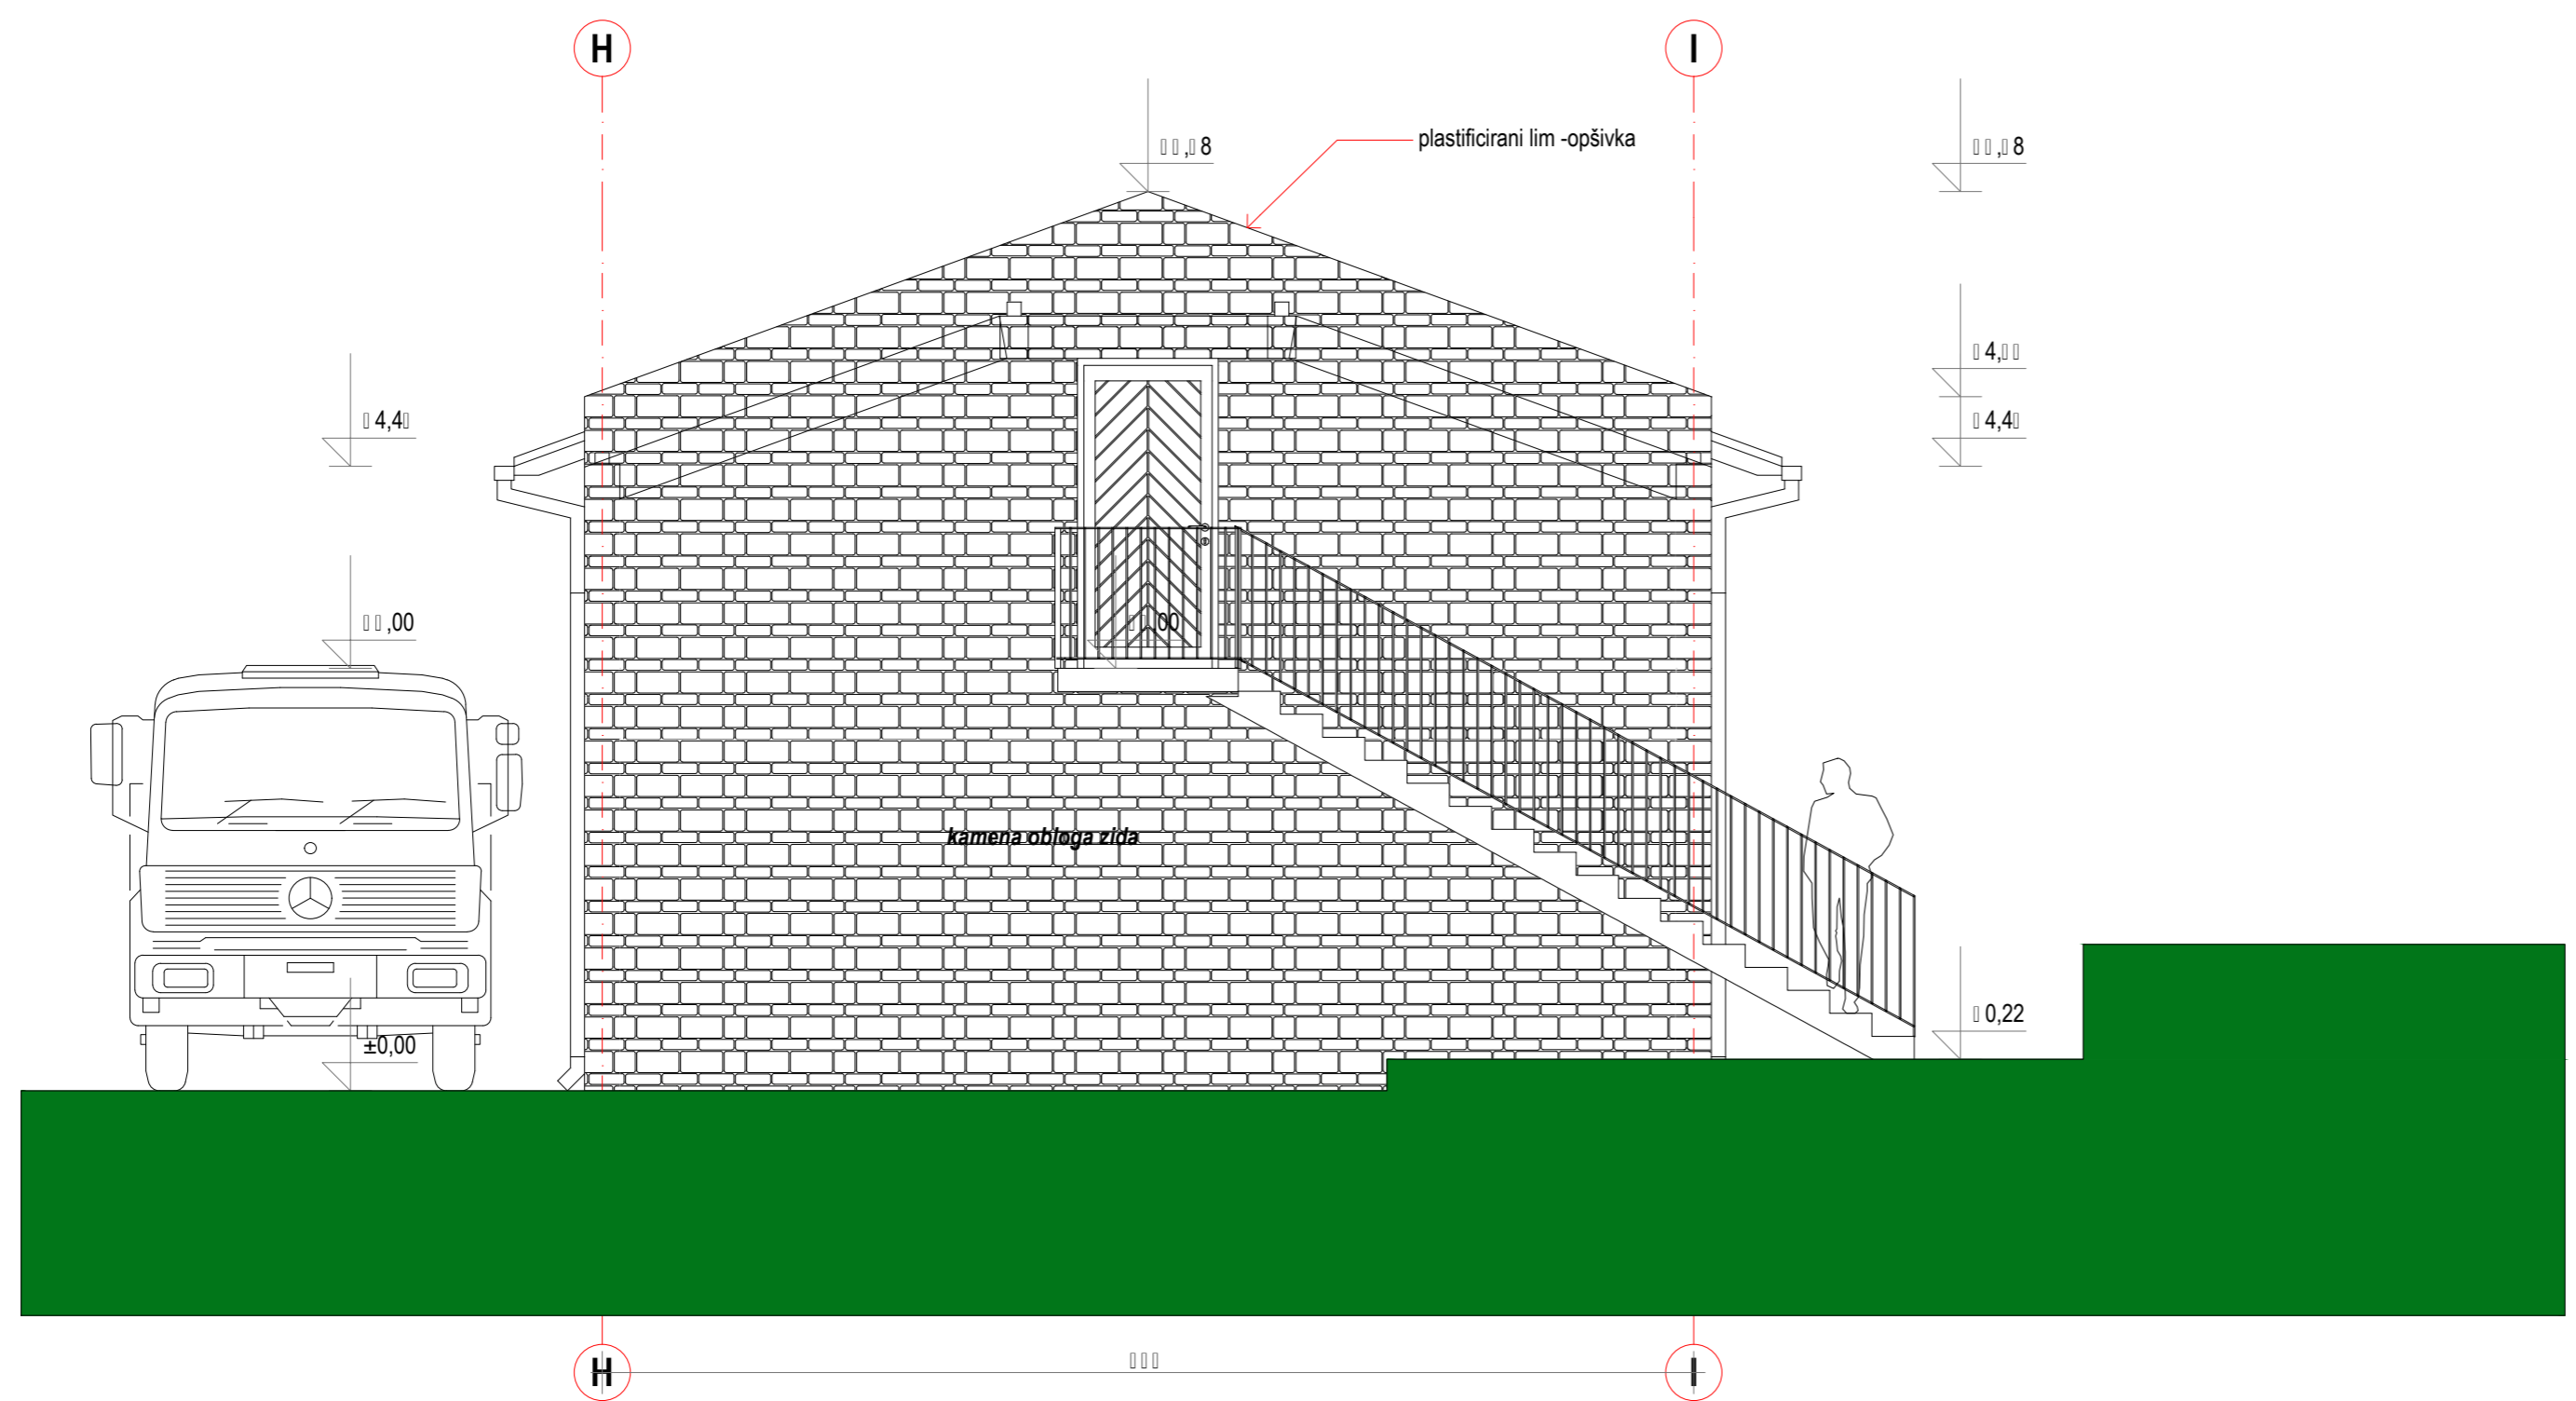 H
I
▯▯,▯8
plastificirani lim -opšivka
▯▯,▯8
▯4,▯▯
▯4,4▯
▯4,4▯
▯▯,00
▯▯,00
kamena obloga zida
▯0,22
±0,00
▯▯▯
H
I